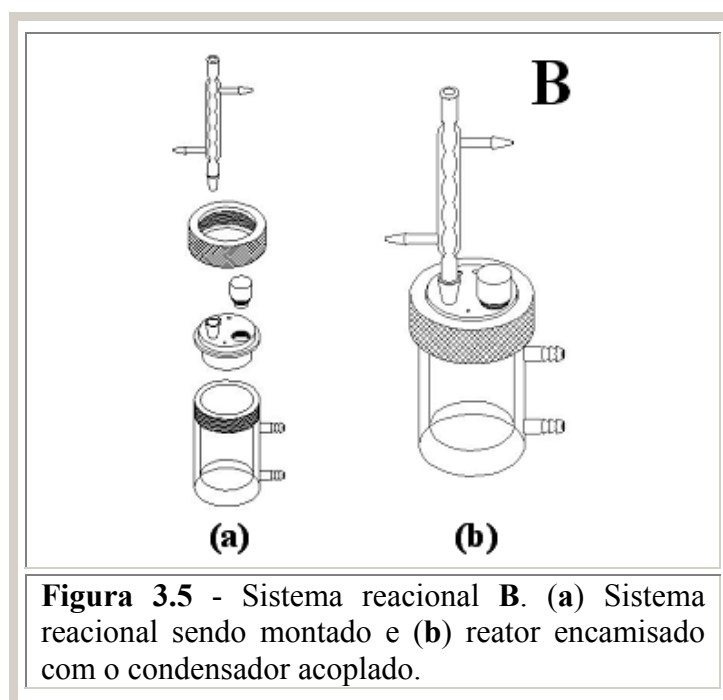 B
(a)
(b)
Figura 3.5 - Sistema reacional B. (a) Sistema
reacional sendo montado e (b) reator encamisado
com o condensador acoplado.